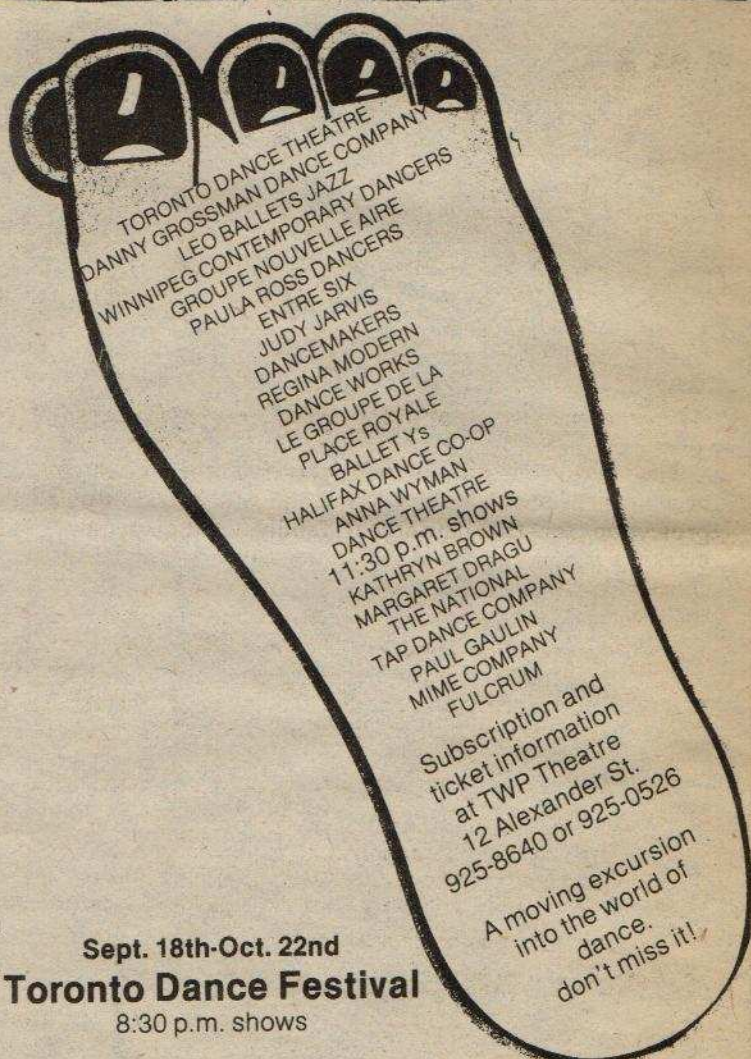 TORONTO DANCE THEATRE
DANNY GROSSMAN DANCE COMPANY
LEO BALLETS JAZZ
WINNIPEG CONTEMPORARY DANCERS
GROUPE NOUVELLE AIRE
PAULA ROSS DANCERS
ENTRE SIX
JUDY JARVIS
DANCEMAKERS
REGINA MODERN
DANCE WORKS
LE GROUPE DE LA
PLACE ROYALE
BALLET Ys
HALIFAX DANCE CO-OP
ANNA WYMAN
DANCE THEATRE
11:30 p.m. shows
KATHRYN BROWN
MARGARET DRAGU
THE NATIONAL
TAP DANCE COMPANY
PAUL GAULIN
MIME COMPANY
FULCRUM
Subscription and
ticket information
at TWP Theatre
12 Alexander St.
925-8640 or 925-0526
A moving excursion
into the world of
dance.
don't miss it!
Sept. 18th-Oct. 22nd
Toronto Dance Festival
8:30 p.m. shows